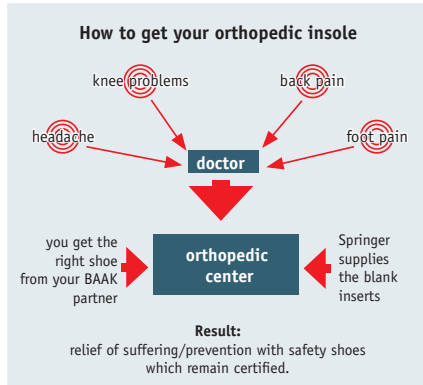 How to get your orthopedic insole
knee problems
back pain
headache
foot pain
doctor
you get the
right shoe
from your BAAK
partner
orthopedic
center
Springer
supplies
the blank
inserts
Result:
relief of suffering/prevention with safety shoes
which remain certified.